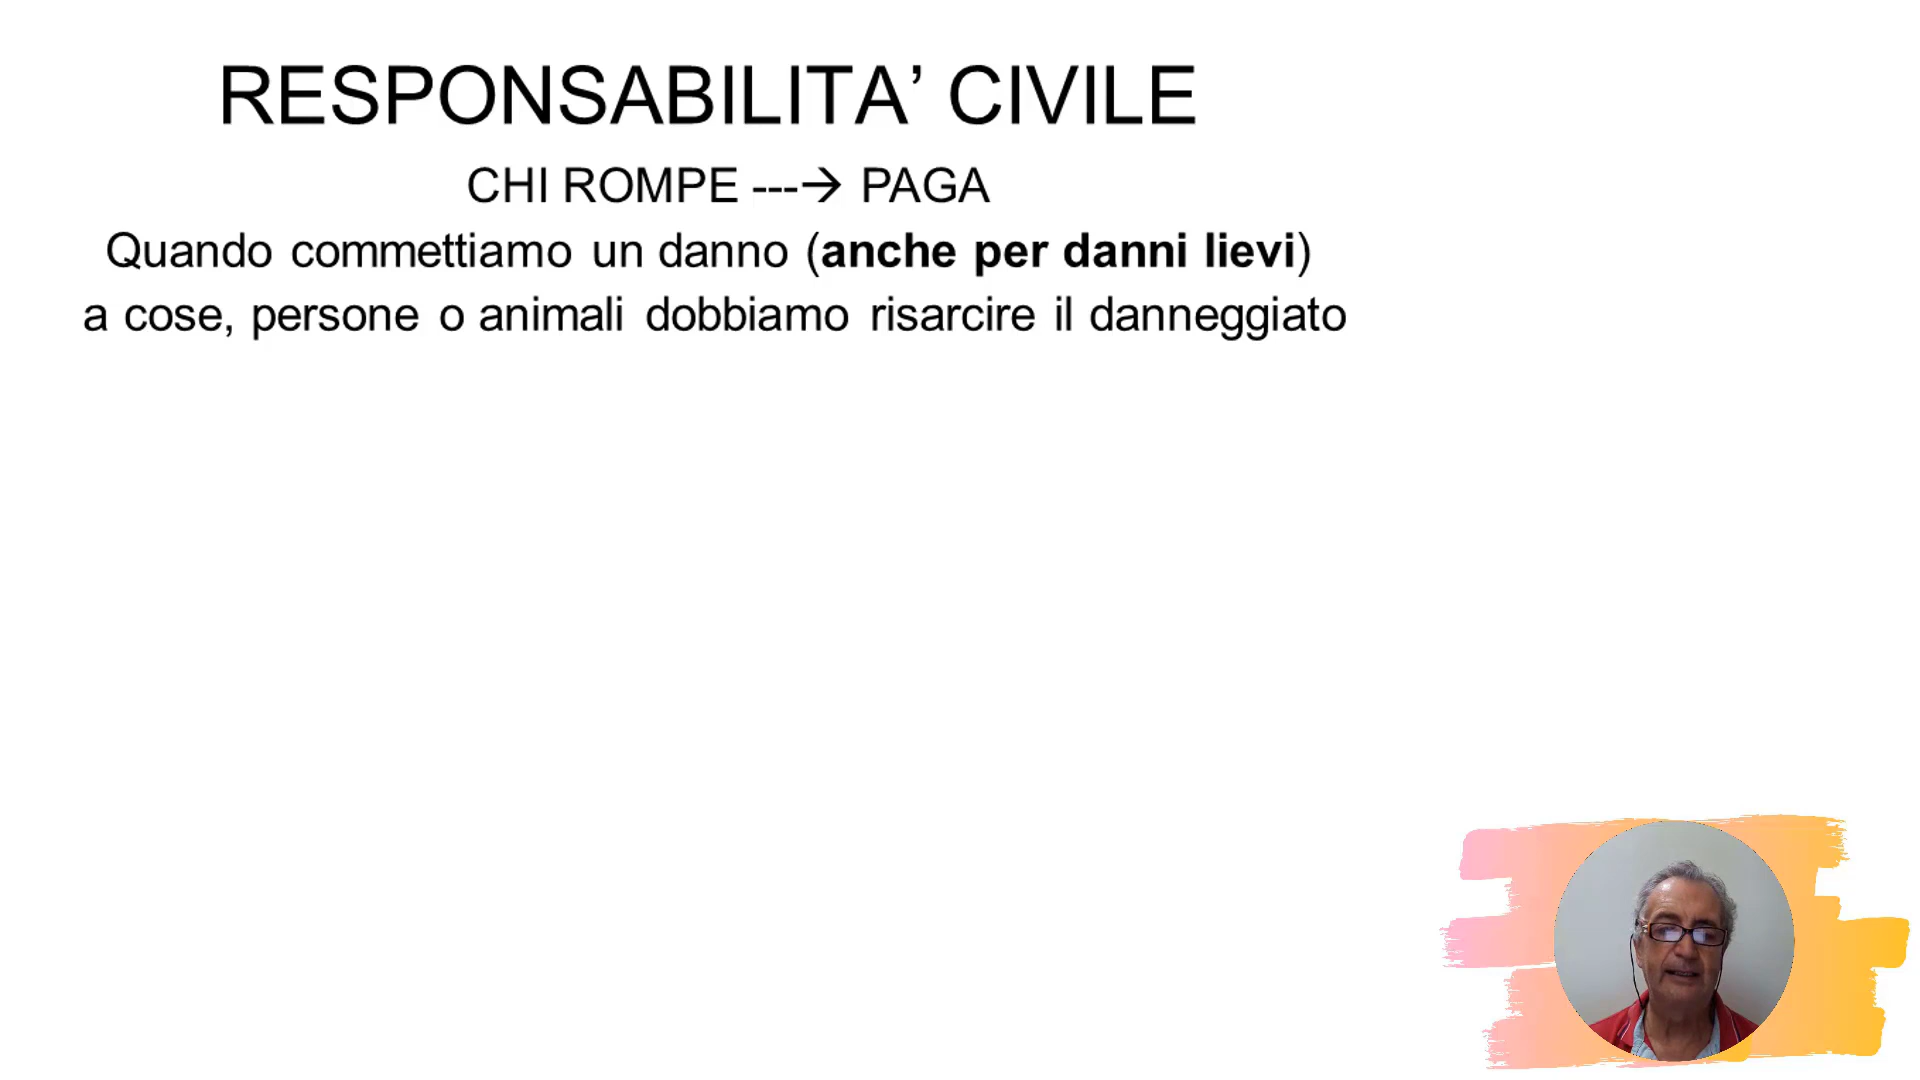 RESPONSABILITA’ CIVILE
CHI ROMPE ---→ PAGA
Quando commettiamo un danno (anche per danni lievi)
a cose, persone o animali dobbiamo risarcire il danneggiato